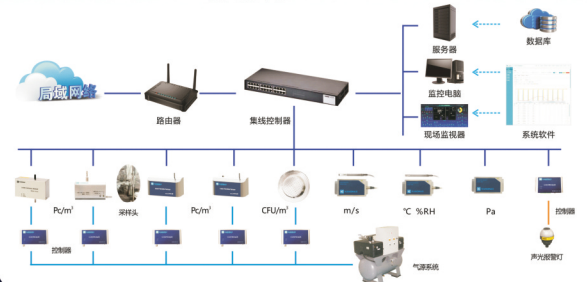 服务器
数据库
局域网络
监控电脑
路由器
集线控制器
现场监视器
系统软件
Pc/m³
采样头
Pc/m³
CFU/m³
m/s
℃ %RH
Pa
控制器
控制器
声光报警灯
气源系统